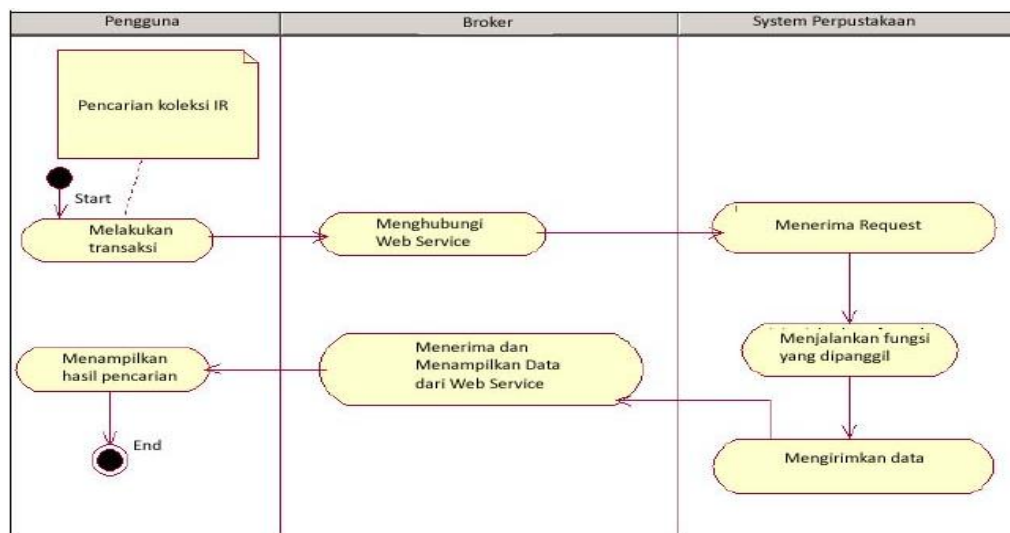 Pengguna
Broker
System Perpustakaan
Pencarian koleksi IR
Start
Melakukan
transaksi
Menghubungi
Web Service
Menerima Request
Menjalankan fungsi
yang dipanggil
Mengirimkan data
Menerima dan
Menampilkan Data
dari Web Service
Menampilkan
hasil pencarian
End